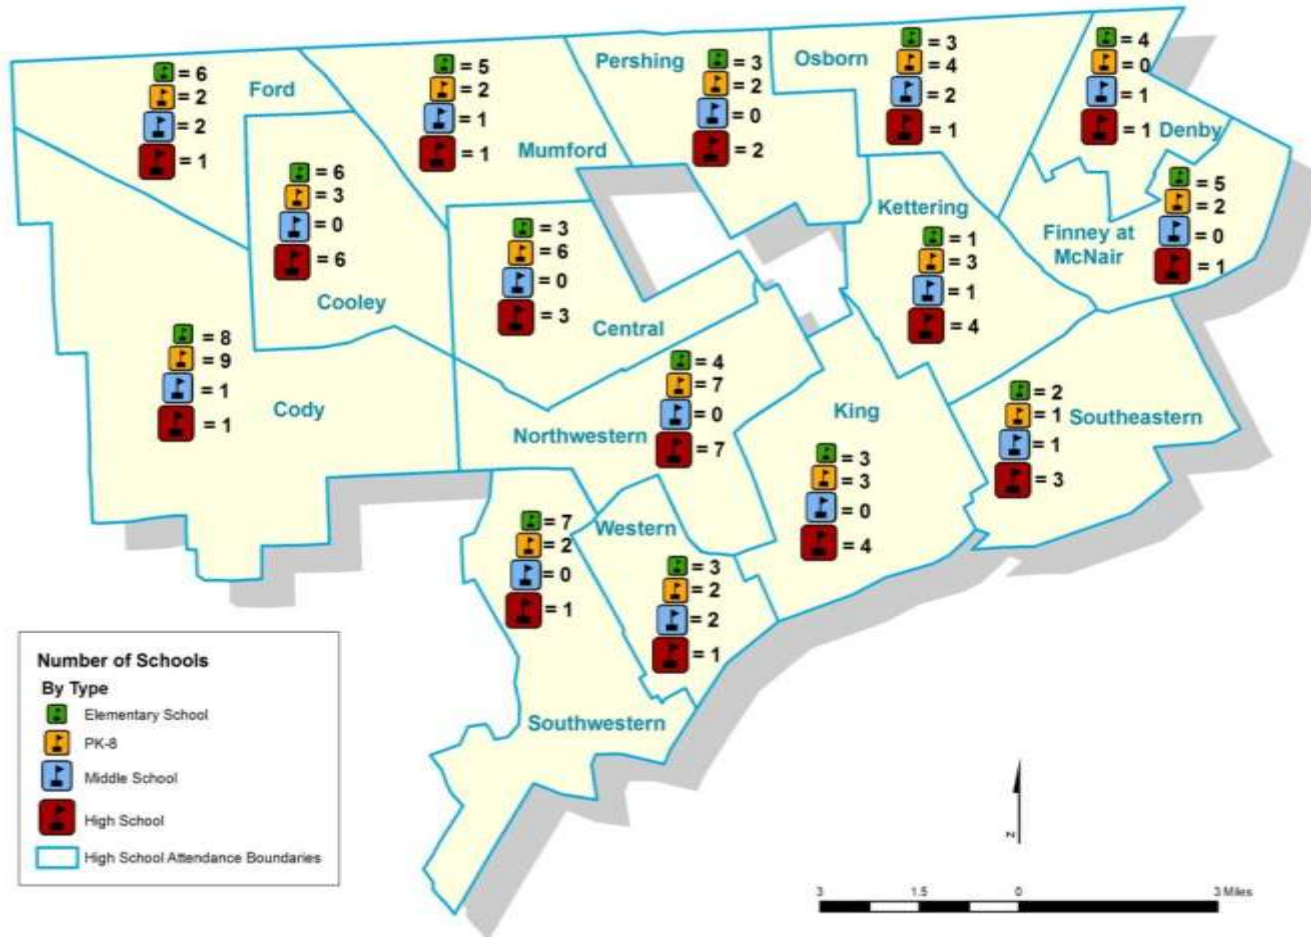 Ford
= 6
= 2
= 2
= 1
Mumford
= 5
= 2
= 1
= 1
Pershing
= 3
= 2
= 0
= 2
Osborn
= 3
= 4
= 2
= 1
Denby
= 4
= 0
= 1
= 1
Cooley
= 6
= 3
= 0
= 6
Central
= 3
= 6
= 0
= 3
Kettering
= 1
= 3
= 1
= 4
Finney at
McNair
= 5
= 2
= 0
= 1
Cody
= 8
= 9
= 1
= 1
Northwestern
= 4
= 7
= 0
= 7
King
= 3
= 3
= 0
= 4
Southeastern
= 2
= 1
= 1
= 3
Western
= 3
= 2
= 2
= 1
Southwestern
= 7
= 2
= 0
= 1
Number of Schools
By Type
Elementary School
PK-8
Middle School
High School
High School Attendance Boundaries
N
3 1.5 0 3 Miles